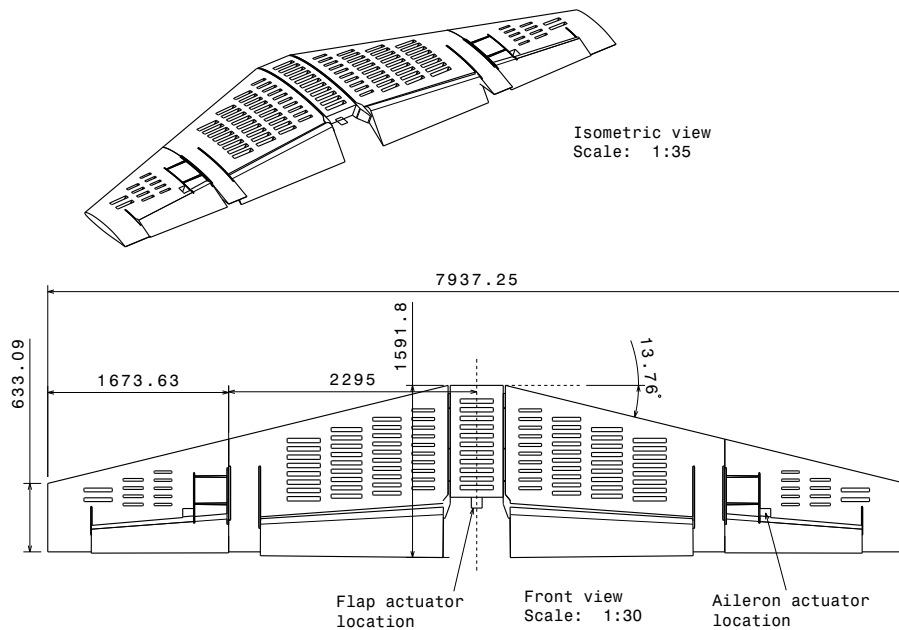 Isometric view
Scale: 1:35
7937.25
633.09
1673.63
2295
1591.8
13.76°
Flap actuator
location
Front view
Scale: 1:30
Aileron actuator
location